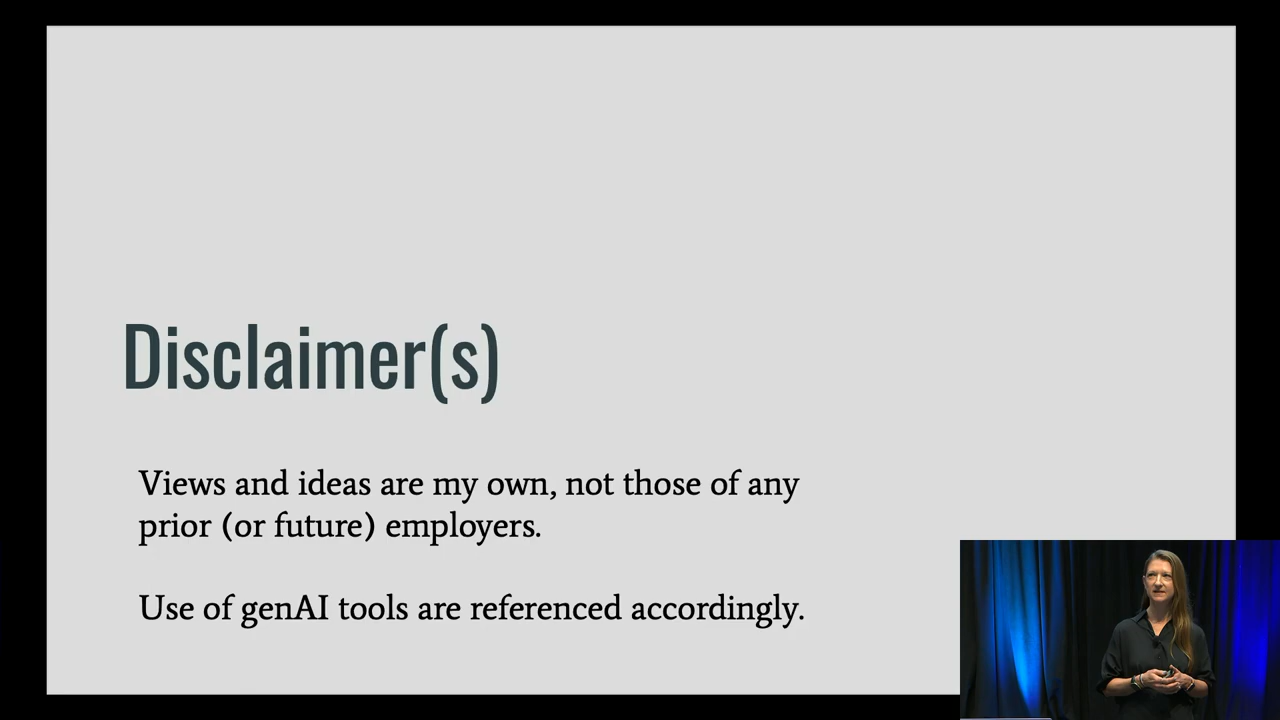 Disclaimer(s)
Views and ideas are my own, not those of any
prior (or future) employers.
Use of genAI tools are referenced accordingly.